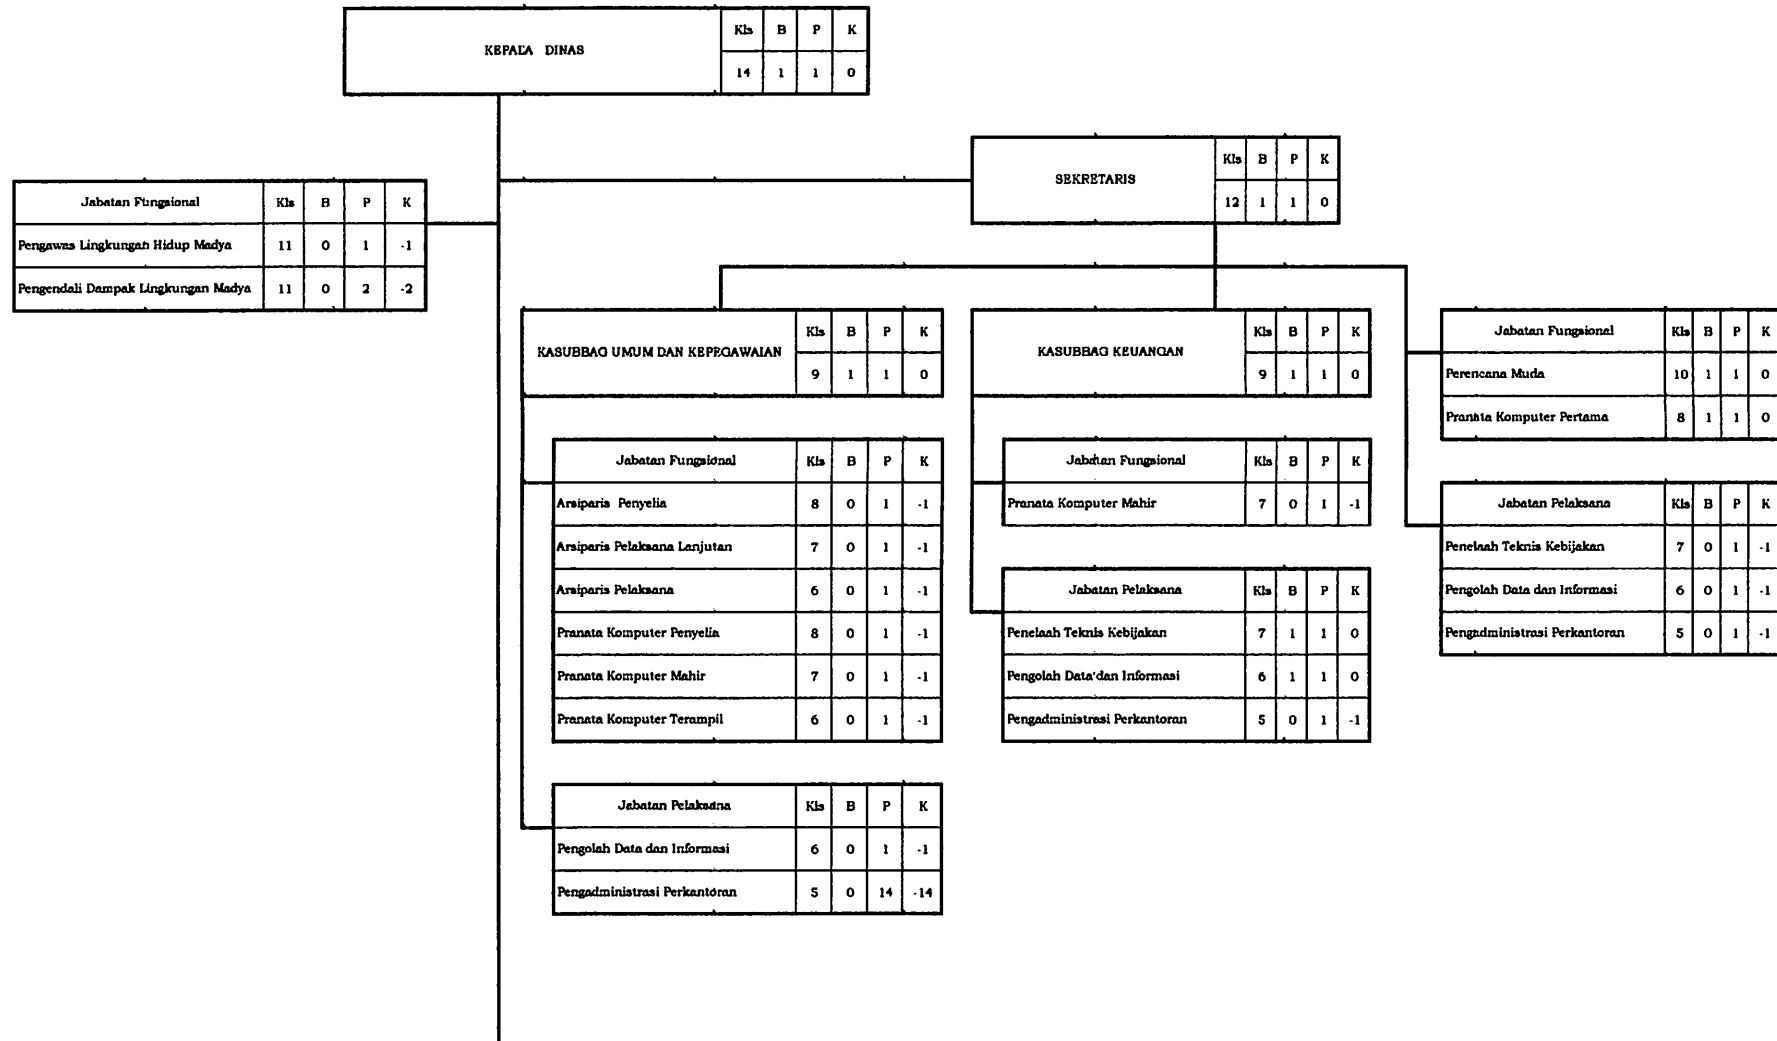 KEPALA DINAS Kls B P K
14 1 1 0
SEKRETARIS Kls B P K
12 1 1 0
Jabatan Fungsional Kls B P K
Pengawas Lingkungan Hidup Madya 11 0 1 -1
Pengendali Dampak Lingkungan Madya 11 0 2 -2
KASUBBAG UMUM DAN KEPEGAWAIAN Kls B P K
9 1 1 0
Jabatan Fungsional Kls B P K
Arsiparis Penyelia 8 0 1 -1
Arsiparis Pelaksana Lanjutan 7 0 1 -1
Arsiparis Pelaksana 6 0 1 -1
Pranata Komputer Penyelia 8 0 1 -1
Pranata Komputer Mahir 7 0 1 -1
Pranata Komputer Terampil 6 0 1 -1
Jabatan Pelaksana Kls B P K
Pengolah Data dan Informasi 6 0 1 -1
Pengadministrasi Perkantoran 5 0 14 -14
KASUBBAG KEUANGAN Kls B P K
9 1 1 0
Jabatan Fungsional Kls B P K
Pranata Komputer Mahir 7 0 1 -1
Jabatan Pelaksana Kls B P K
Penelaah Teknis Kebijakan 7 1 1 0
Pengolah Data dan Informasi 6 1 1 0
Pengadministrasi Perkantoran 5 0 1 -1
Jabatan Fungsional Kls B P K
Perencana Muda 10 1 1 0
Pranata Komputer Pertama 8 1 1 0
Jabatan Pelaksana Kls B P K
Penelaah Teknis Kebijakan 7 0 1 -1
Pengolah Data dan Informasi 6 0 1 -1
Pengadministrasi Perkantoran 5 0 1 -1